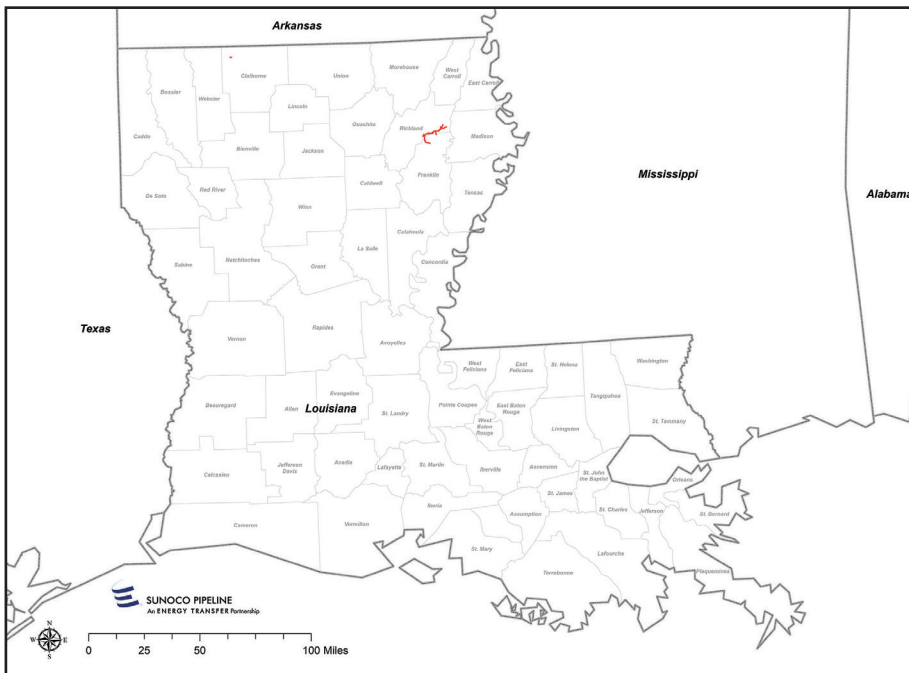 Arkansas
Claiborne
Union
Morehouse
West
Carroll
East Carroll
Bossier
Webster
Lincoln
Ouachita
Richland
Madison
Caddo
Bienville
Jackson
Franklin
Caldwell
Tensas
De Soto
Red River
Winn
Mississippi
Alabama
Catahoula
La Salle
Concordia
Sabine
Natchitoches
Grant
Texas
Vernon
Rapides
Avoyelles
West
Feliciana
East
Feliciana
St. Helena
Washington
Tangipahoa
Evangeline
Beauregard
Allen
Louisiana
St. Landry
Pointe Coupee
West
Baton
Rouge
East Baton
Rouge
Livingston
St. Tammany
Calcasieu
Jefferson
Davis
Acadia
Lafayette
St. Martin
Iberville
Ascension
St. John
the Baptist
Orleans
St. James
Cameron
Vermilion
Iberia
Assumption
St. Charles
Jefferson
St. Bernard
St. Mary
Lafourche
Terrebonne
Plaquemines
SUNOCO PIPELINE
An ENERGY TRANSFER Partnership
N
W
E
S
0 25 50 100 Miles